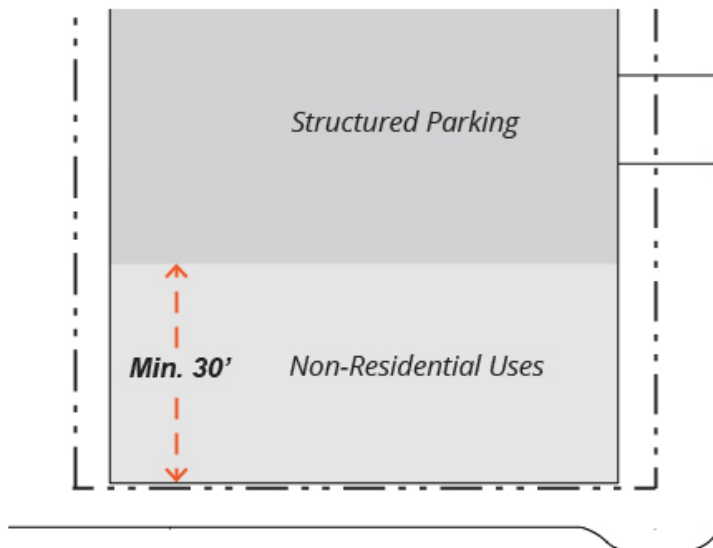 Structured Parking
Min. 30’
Non-Residential Uses